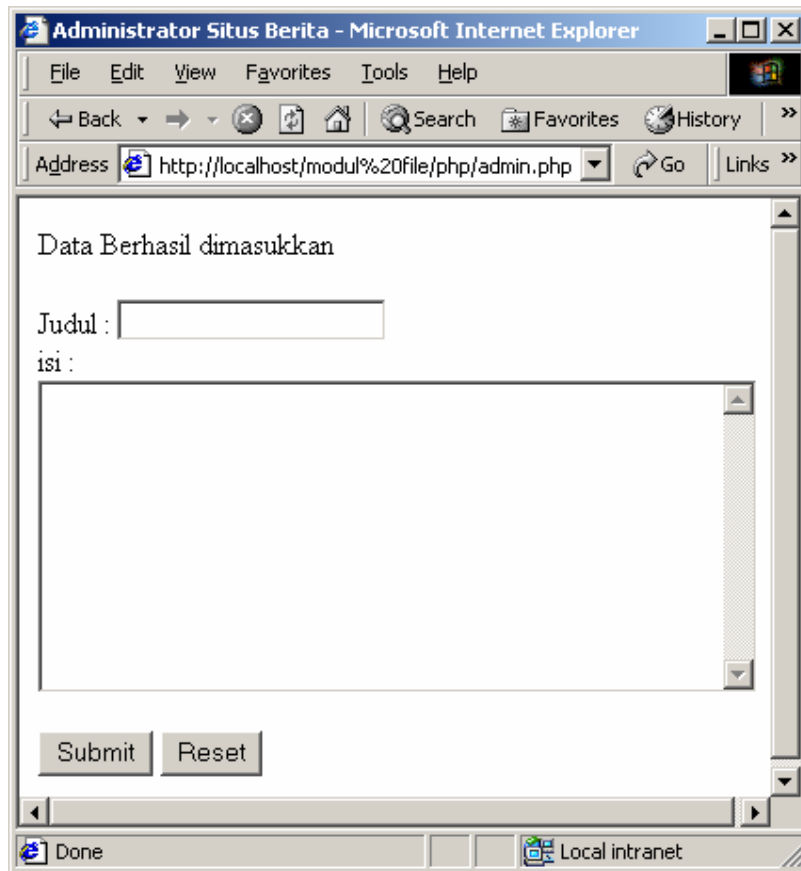 Administrator Situs Berita - Microsoft Internet Explorer
File Edit View Favorites Tools Help
Back Search Favorites History »
Address http://localhost/modul%20file/php/admin.php Go Links »
Data Berhasil dimasukkan
Judul :
isi :
Submit Reset
Done Local intranet